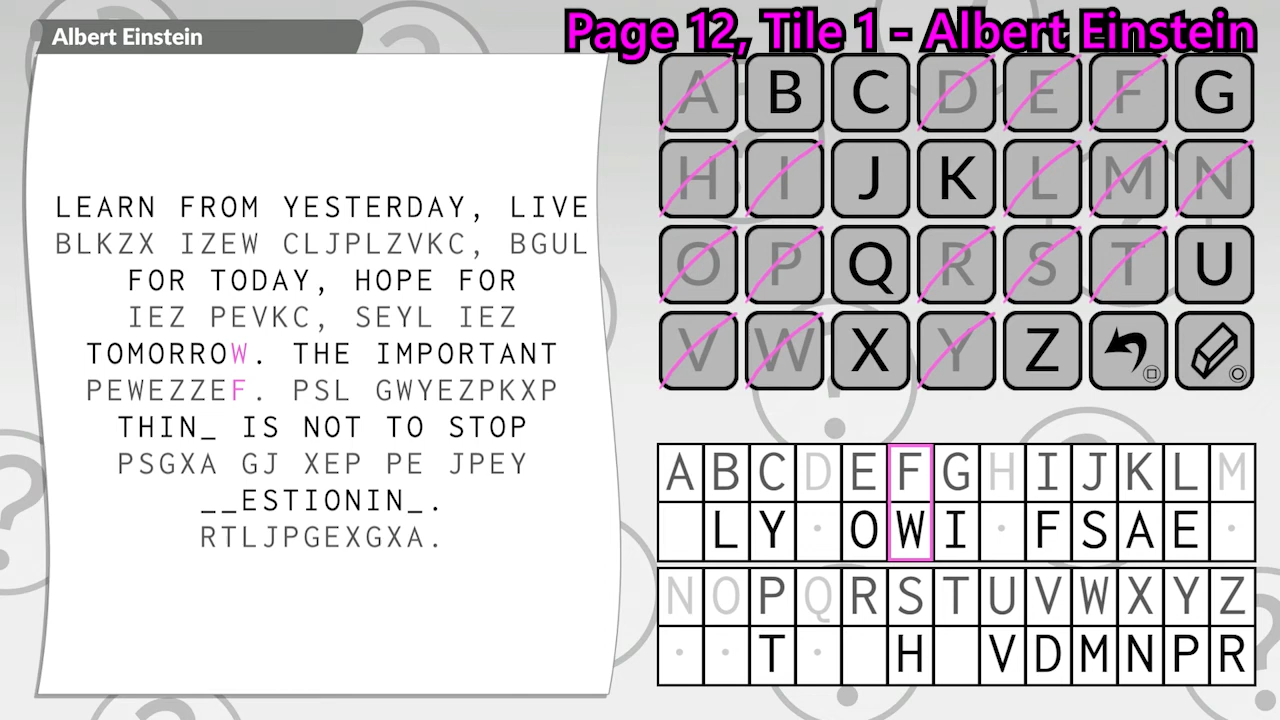 Albert Einstein
Page 12, Tile 1 - Albert Einstein
LEARN FROM YESTERDAY, LIVE
BLKZX IZEW CLJPLZVKC, BGUL
FOR TODAY, HOPE FOR
IEZ PEVKC, SEYL IEZ
TOMORROW. THE IMPORTANT
PEWEZZEF. PSL GWYEZPKXP
THIN_ IS NOT TO STOP
PSGXA GJ XEP PE JPEY
__ESTIONIN_.
RTLJPGEXGXA.
A B C D E F G
H I J K L M N
O P Q R S T U
V W X Y Z
A B C D E F G H I J K L M
L Y · O W I · F S A E ·
N O P Q R S T U V W X Y Z
· · T · H V D M N P R